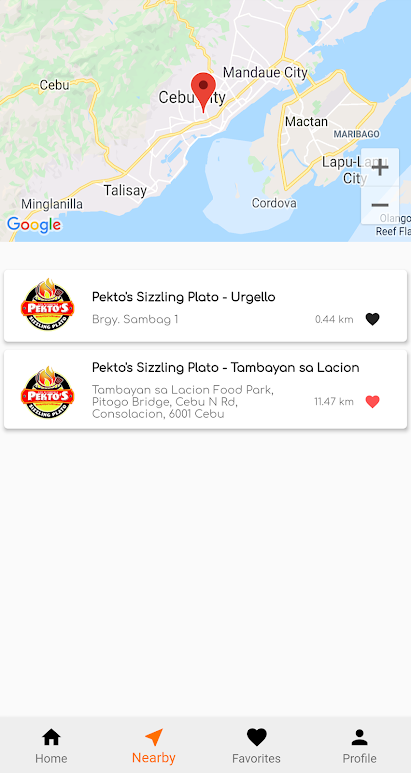 Mandaue City
Cebu
Cebu City
Mactan
MARIBAGO
Lapu-Lapu
City
Talisay
Minglanilla
Cordova
Olango
Reef Fla
Google
+
−
Pekto's Sizzling Plato - Urgello
PEKTO'S
SIZZLING PLATO
Brgy. Sambag 1
0.44 km
Pekto's Sizzling Plato - Tambayan sa Lacion
PEKTO'S
SIZZLING PLATO
Tambayan sa Lacion Food Park,
Pitogo Bridge, Cebu N Rd,
Consolacion, 6001 Cebu
11.47 km
Home
Nearby
Favorites
Profile